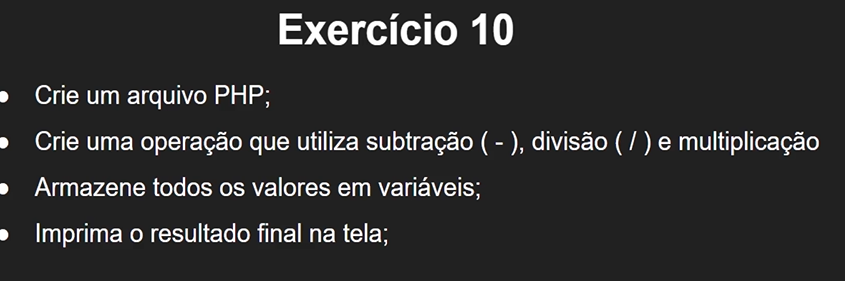 Exercício 10
● Crie um arquivo PHP;
● Crie uma operação que utiliza subtração ( - ), divisão ( / ) e multiplicação
● Armazene todos os valores em variáveis;
● Imprima o resultado final na tela;